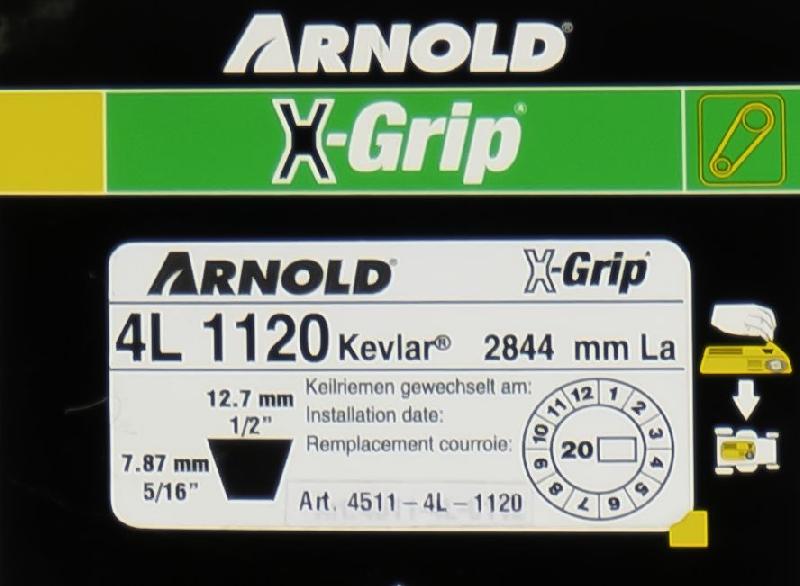 ARNOLD®
X-Grip®
ARNOLD® X-Grip®
4L 1120 Kevlar® 2844 mm La
12.7 mm
1/2"
7.87 mm
5/16"
Keilriemen gewechselt am:
Installation date:
Remplacement courroie:
Art. 4511-4L-1120
12 1 2 3 4 5 6 7 8 9 10 11
20